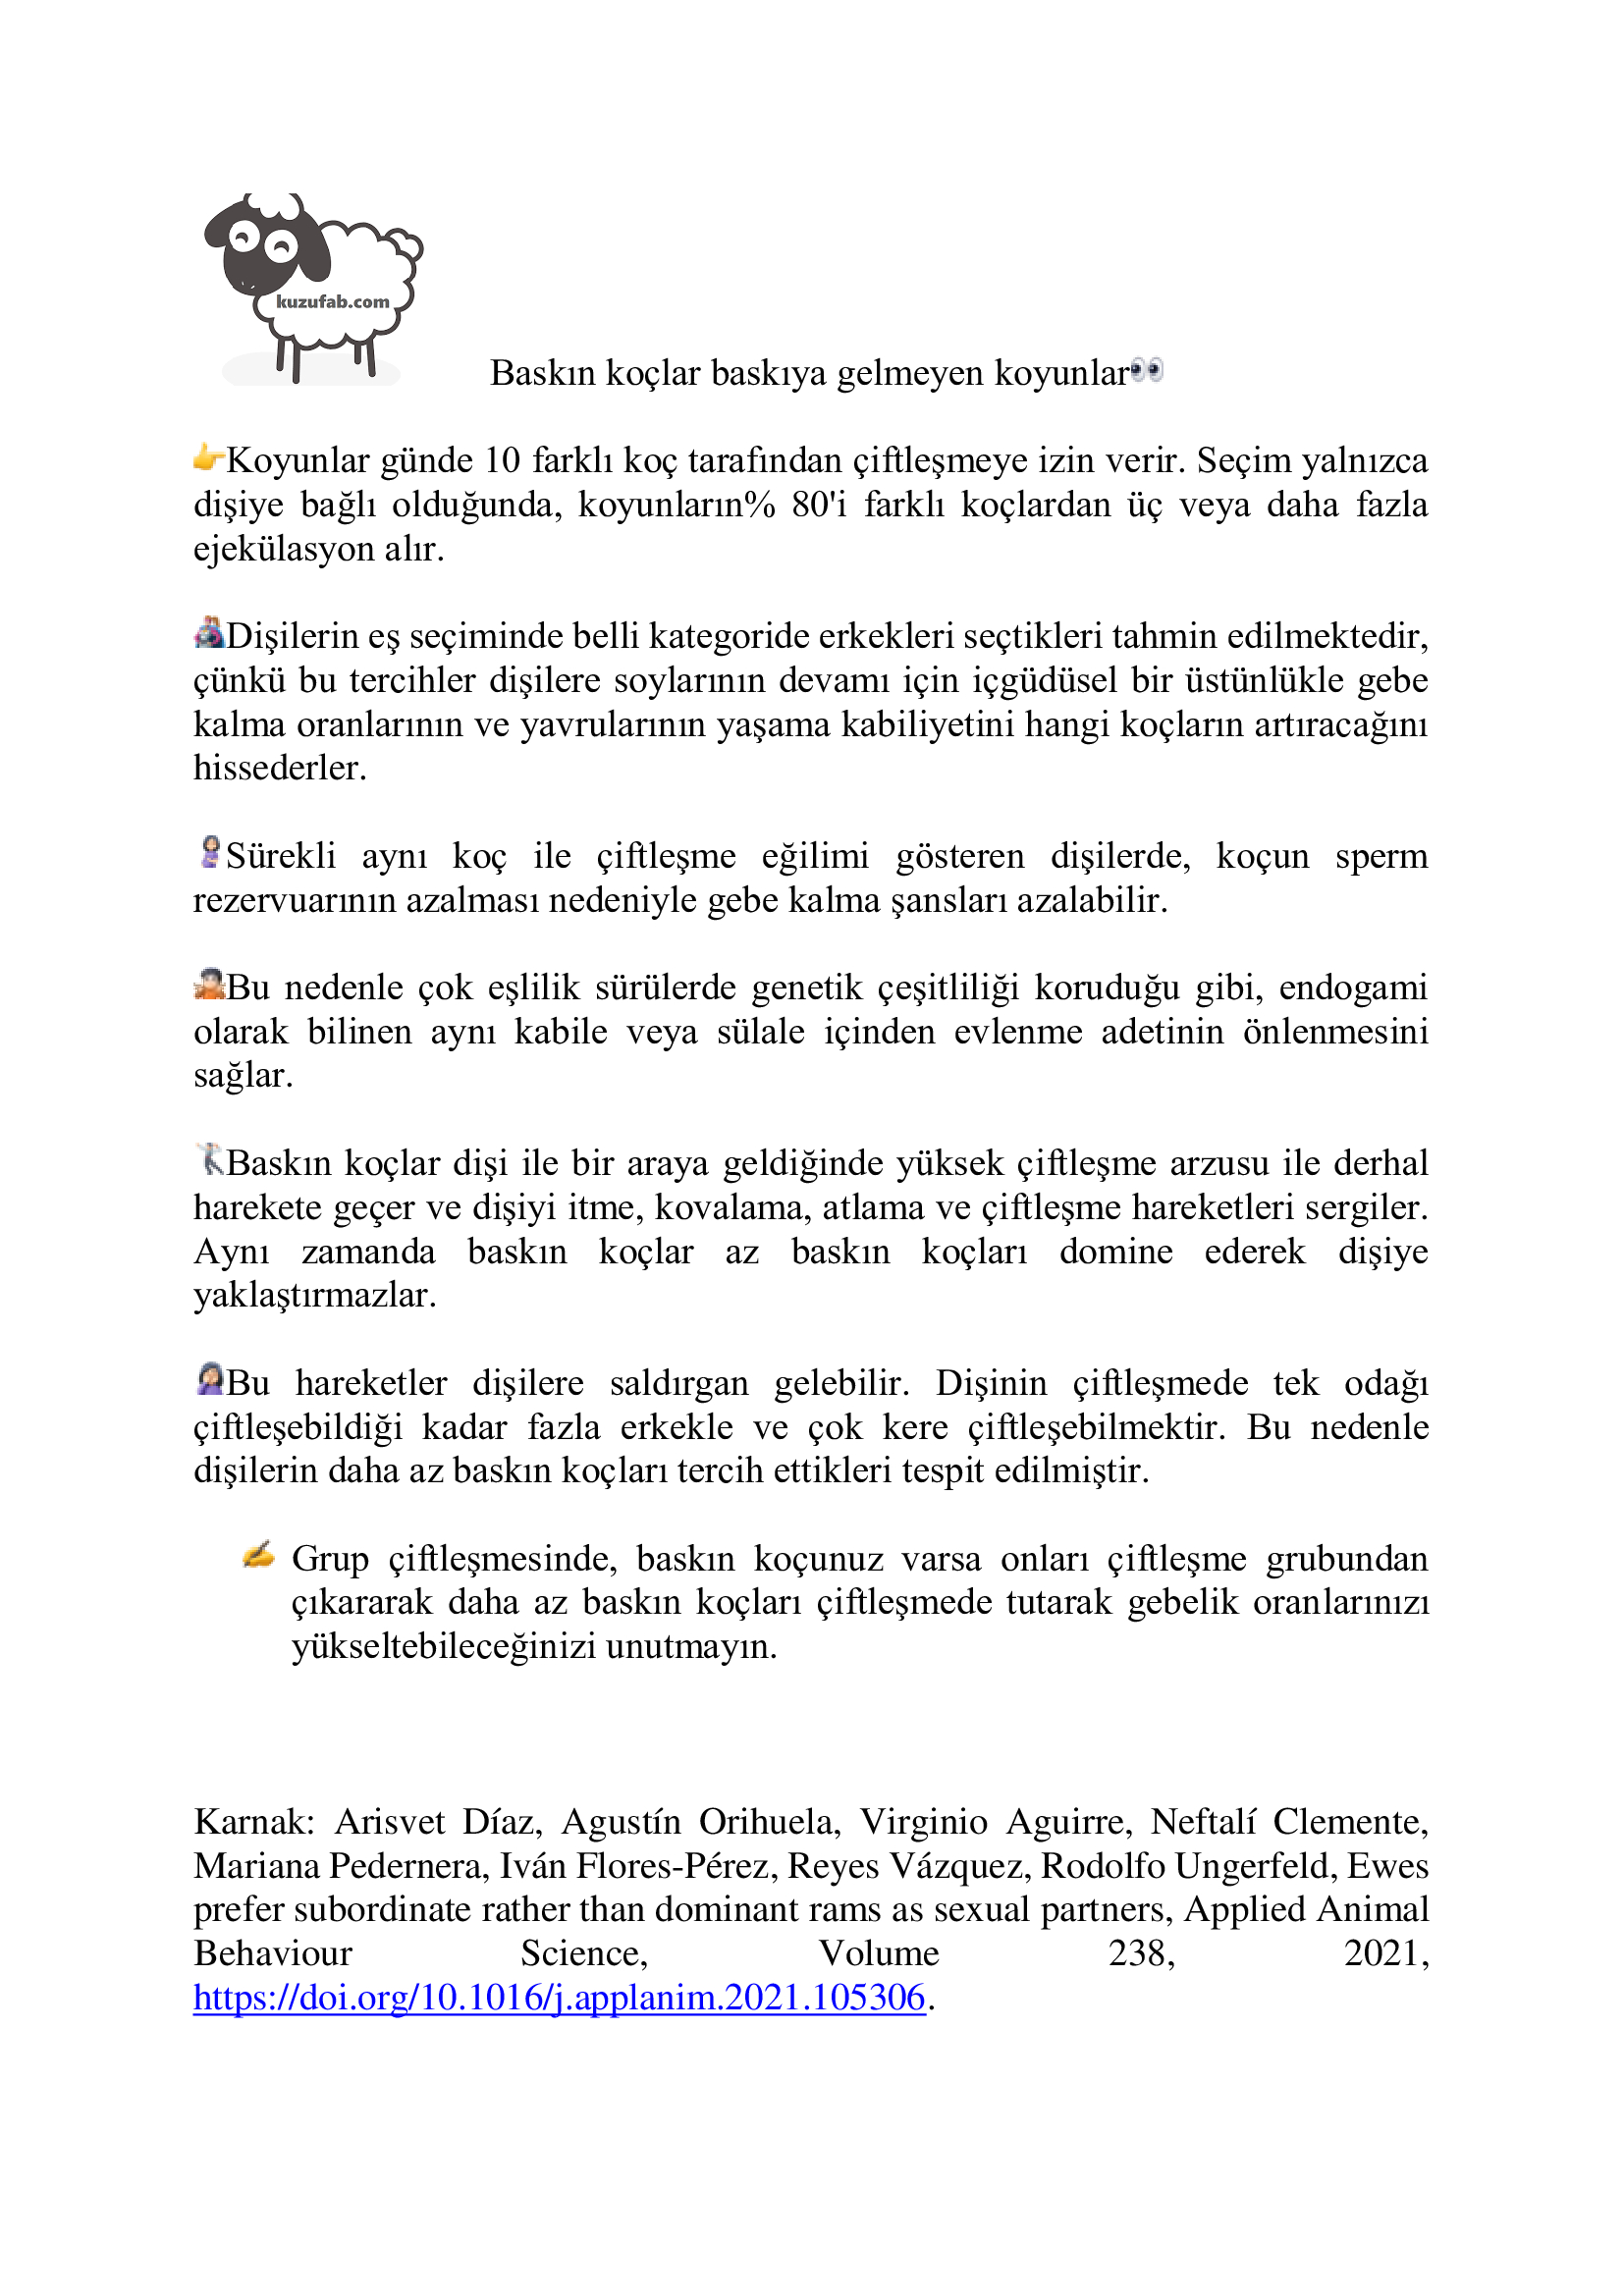 kuzufab.com
Baskın koçlar baskıya gelmeyen koyunlar👀
👉Koyunlar günde 10 farklı koç tarafından çiftleşmeye izin verir. Seçim yalnızca
dişiye bağlı olduğunda, koyunların% 80'i farklı koçlardan üç veya daha fazla
ejekülasyon alır.
Dişilerin eş seçiminde belli kategoride erkekleri seçtikleri tahmin edilmektedir,
çünkü bu tercihler dişilere soylarının devamı için içgüdüsel bir üstünlükle gebe
kalma oranlarının ve yavrularının yaşama kabiliyetini hangi koçların artıracağını
hissederler.
Sürekli aynı koç ile çiftleşme eğilimi gösteren dişilerde, koçun sperm
rezervuarının azalması nedeniyle gebe kalma şansları azalabilir.
Bu nedenle çok eşlilik sürülerde genetik çeşitliliği koruduğu gibi, endogami
olarak bilinen aynı kabile veya sülale içinden evlenme adetinin önlenmesini
sağlar.
Baskın koçlar dişi ile bir araya geldiğinde yüksek çiftleşme arzusu ile derhal
harekete geçer ve dişiyi itme, kovalama, atlama ve çiftleşme hareketleri sergiler.
Aynı zamanda baskın koçlar az baskın koçları domine ederek dişiye
yaklaştırmazlar.
Bu hareketler dişilere saldırgan gelebilir. Dişinin çiftleşmede tek odağı
çiftleşebildiği kadar fazla erkekle ve çok kere çiftleşebilmektir. Bu nedenle
dişilerin daha az baskın koçları tercih ettikleri tespit edilmiştir.
✍ Grup çiftleşmesinde, baskın koçunuz varsa onları çiftleşme grubundan
çıkararak daha az baskın koçları çiftleşmede tutarak gebelik oranlarınızı
yükseltebileceğinizi unutmayın.
Karnak: Arisvet Díaz, Agustín Orihuela, Virginio Aguirre, Neftalí Clemente,
Mariana Pedernera, Iván Flores-Pérez, Reyes Vázquez, Rodolfo Ungerfeld, Ewes
prefer subordinate rather than dominant rams as sexual partners, Applied Animal
Behaviour Science, Volume 238, 2021,
https://doi.org/10.1016/j.applanim.2021.105306.